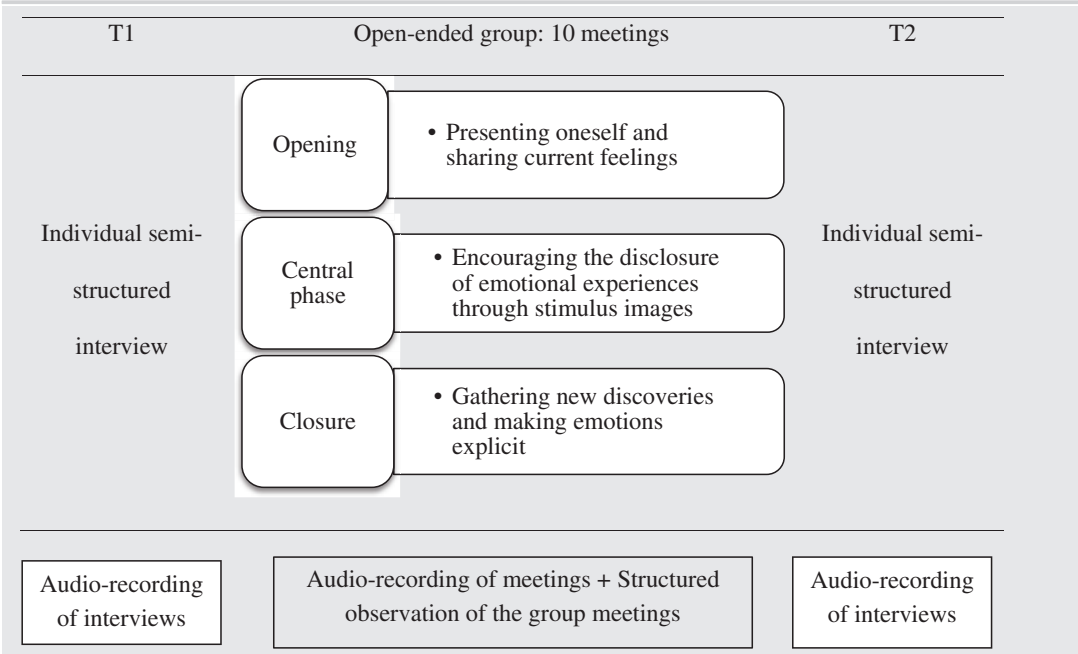 T1
Open-ended group: 10 meetings
T2
Individual semi-
structured
interview
Opening
• Presenting oneself and
sharing current feelings
Central
phase
• Encouraging the disclosure
of emotional experiences
through stimulus images
Closure
• Gathering new discoveries
and making emotions
explicit
Individual semi-
structured
interview
Audio-recording
of interviews
Audio-recording of meetings + Structured
observation of the group meetings
Audio-recording
of interviews